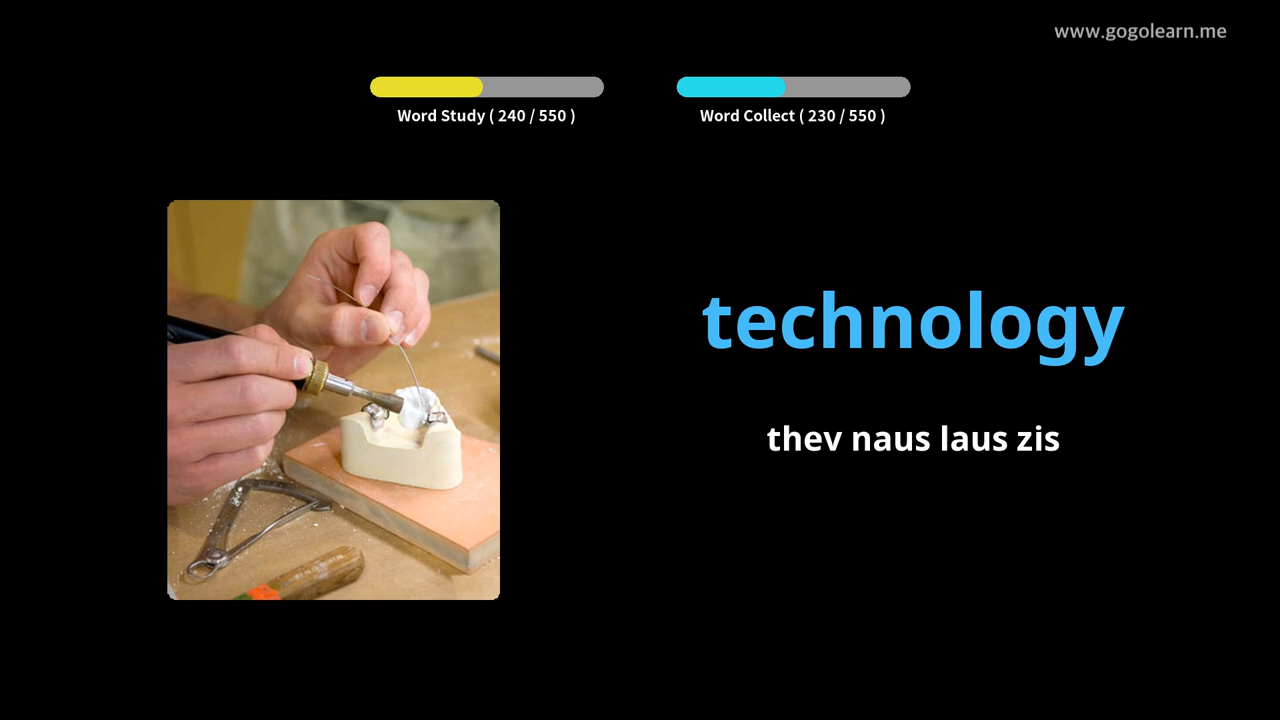 www.gogolearn.me
Word Study ( 240 / 550 )
Word Collect ( 230 / 550 )
technology
thev naus laus zis